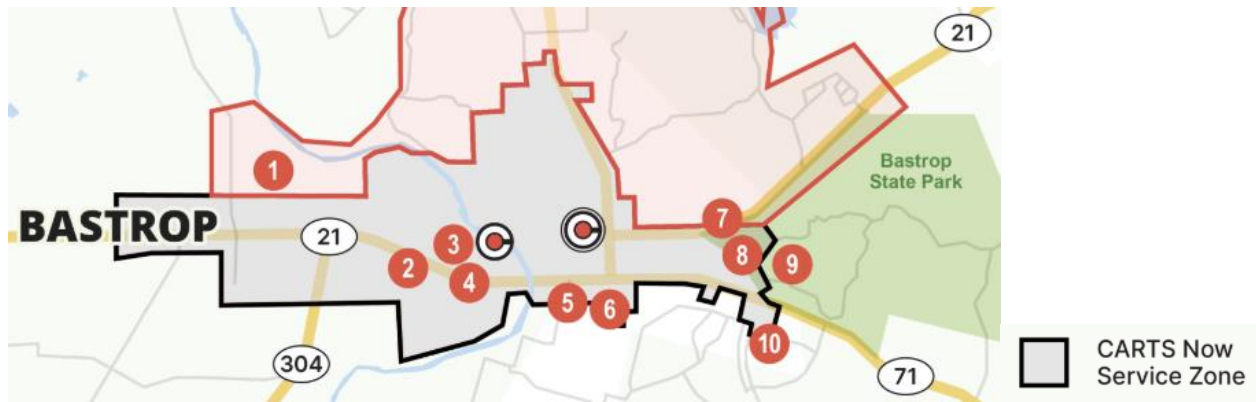 21
Bastrop
State Park
1
7
BASTROP
21
3
2
4
8
9
5
6
10
304
71
CARTS Now
Service Zone